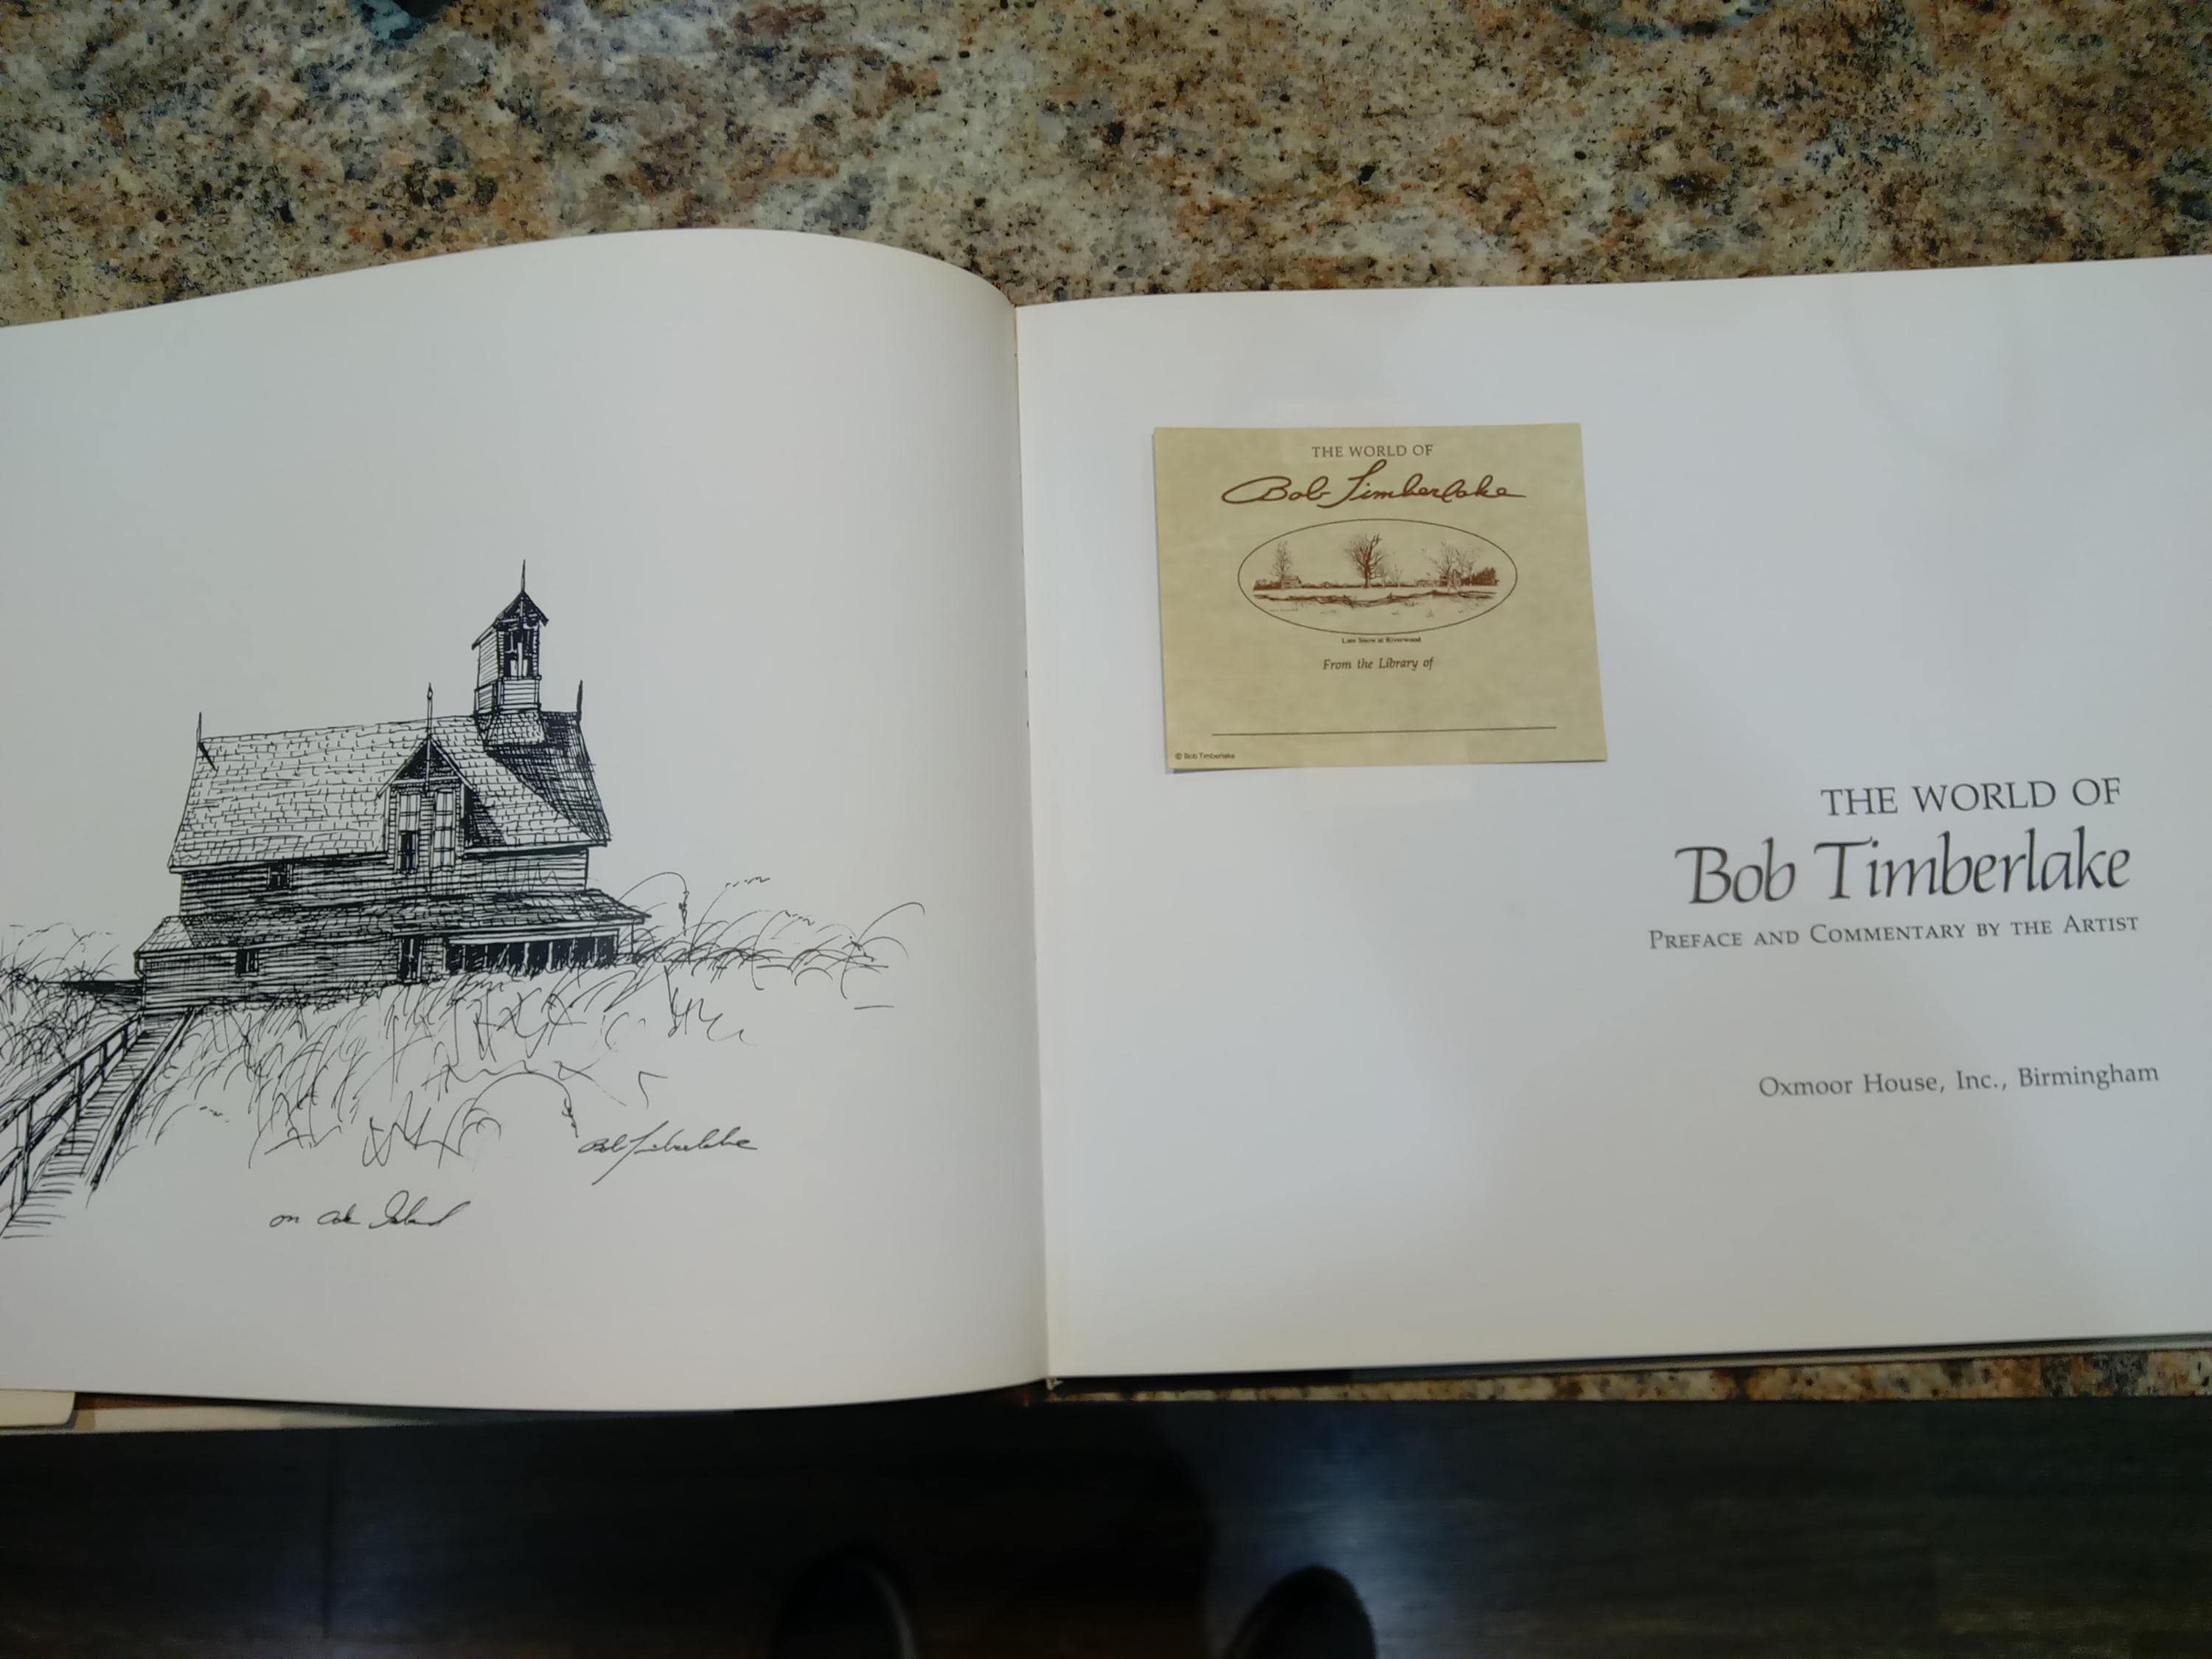 Bob Timberlake
on Oak Island
THE WORLD OF
Bob Timberlake
Late Snow at Riverwood
From the Library of
© Bob Timberlake
THE WORLD OF
Bob Timberlake
PREFACE AND COMMENTARY BY THE ARTIST
Oxmoor House, Inc., Birmingham